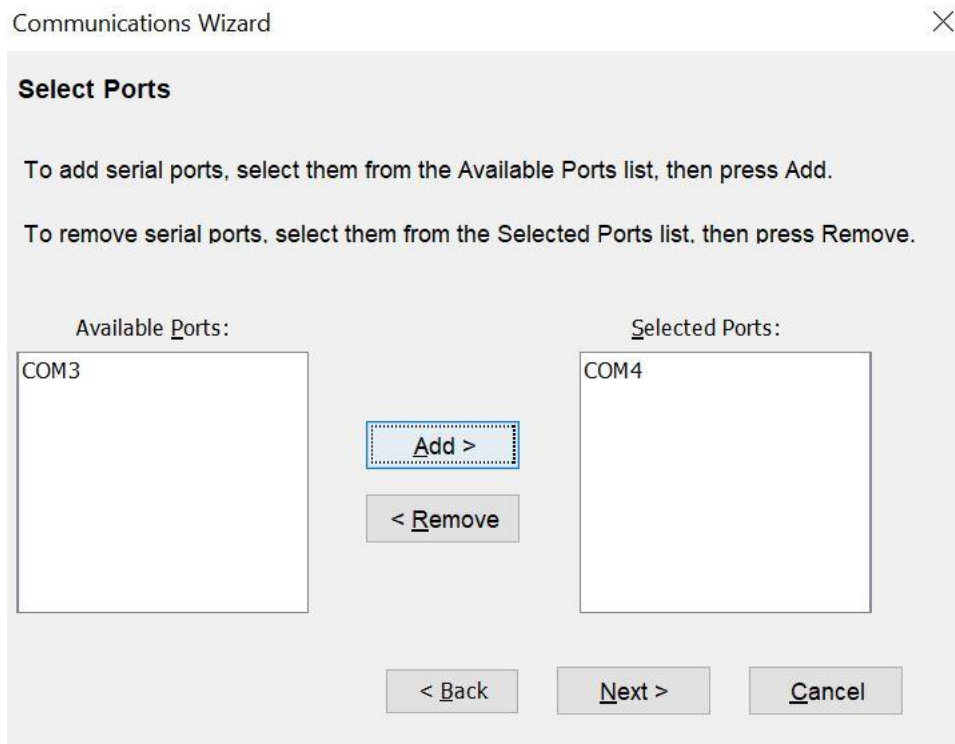 Communications Wizard
Select Ports
To add serial ports, select them from the Available Ports list, then press Add.
To remove serial ports, select them from the Selected Ports list, then press Remove.
Available Ports:
Selected Ports:
COM3
COM4
Add >
< Remove
< Back
Next >
Cancel